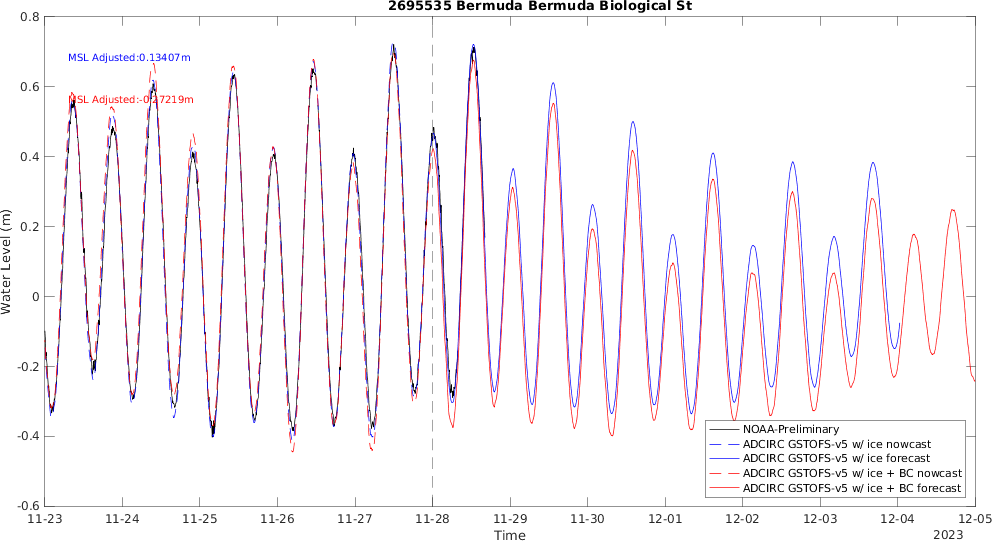 2695535 Bermuda Bermuda Biological St
0.8
MSL Adjusted:0.13407m
0.6
MSL Adjusted:-0.27219m
0.4
0.2
0
-0.2
-0.4
-0.6
Water Level (m)
NOAA-Preliminary
ADCIRC GSTOFS-v5 w/ ice nowcast
ADCIRC GSTOFS-v5 w/ ice forecast
ADCIRC GSTOFS-v5 w/ ice + BC nowcast
ADCIRC GSTOFS-v5 w/ ice + BC forecast
11-23 11-24 11-25 11-26 11-27 11-28 11-29 11-30 12-01 12-02 12-03 12-04 12-05
Time
2023